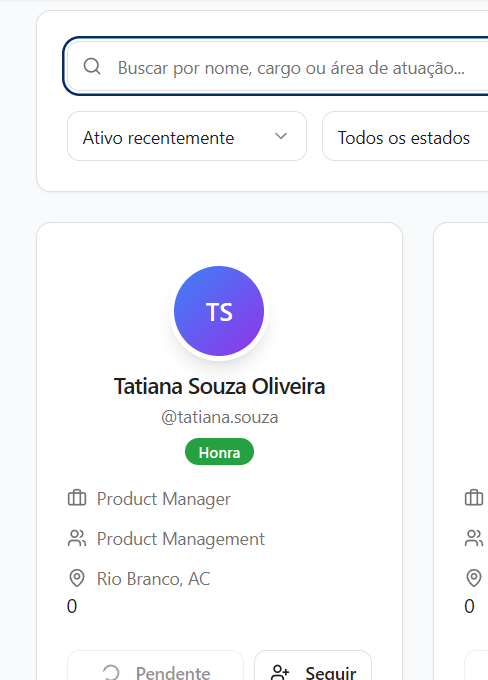 Buscar por nome, cargo ou área de atuação...
Ativo recentemente
Todos os estados
TS
Tatiana Souza Oliveira
@tatiana.souza
Honra
Product Manager
Product Management
Rio Branco, AC
0
0
Pendente
Seguir